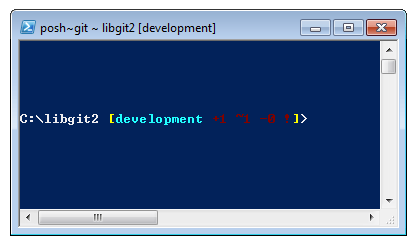 posh~git ~ libgit2 [development]
C:\libgit2 [development +1 ~1 -0 !]>